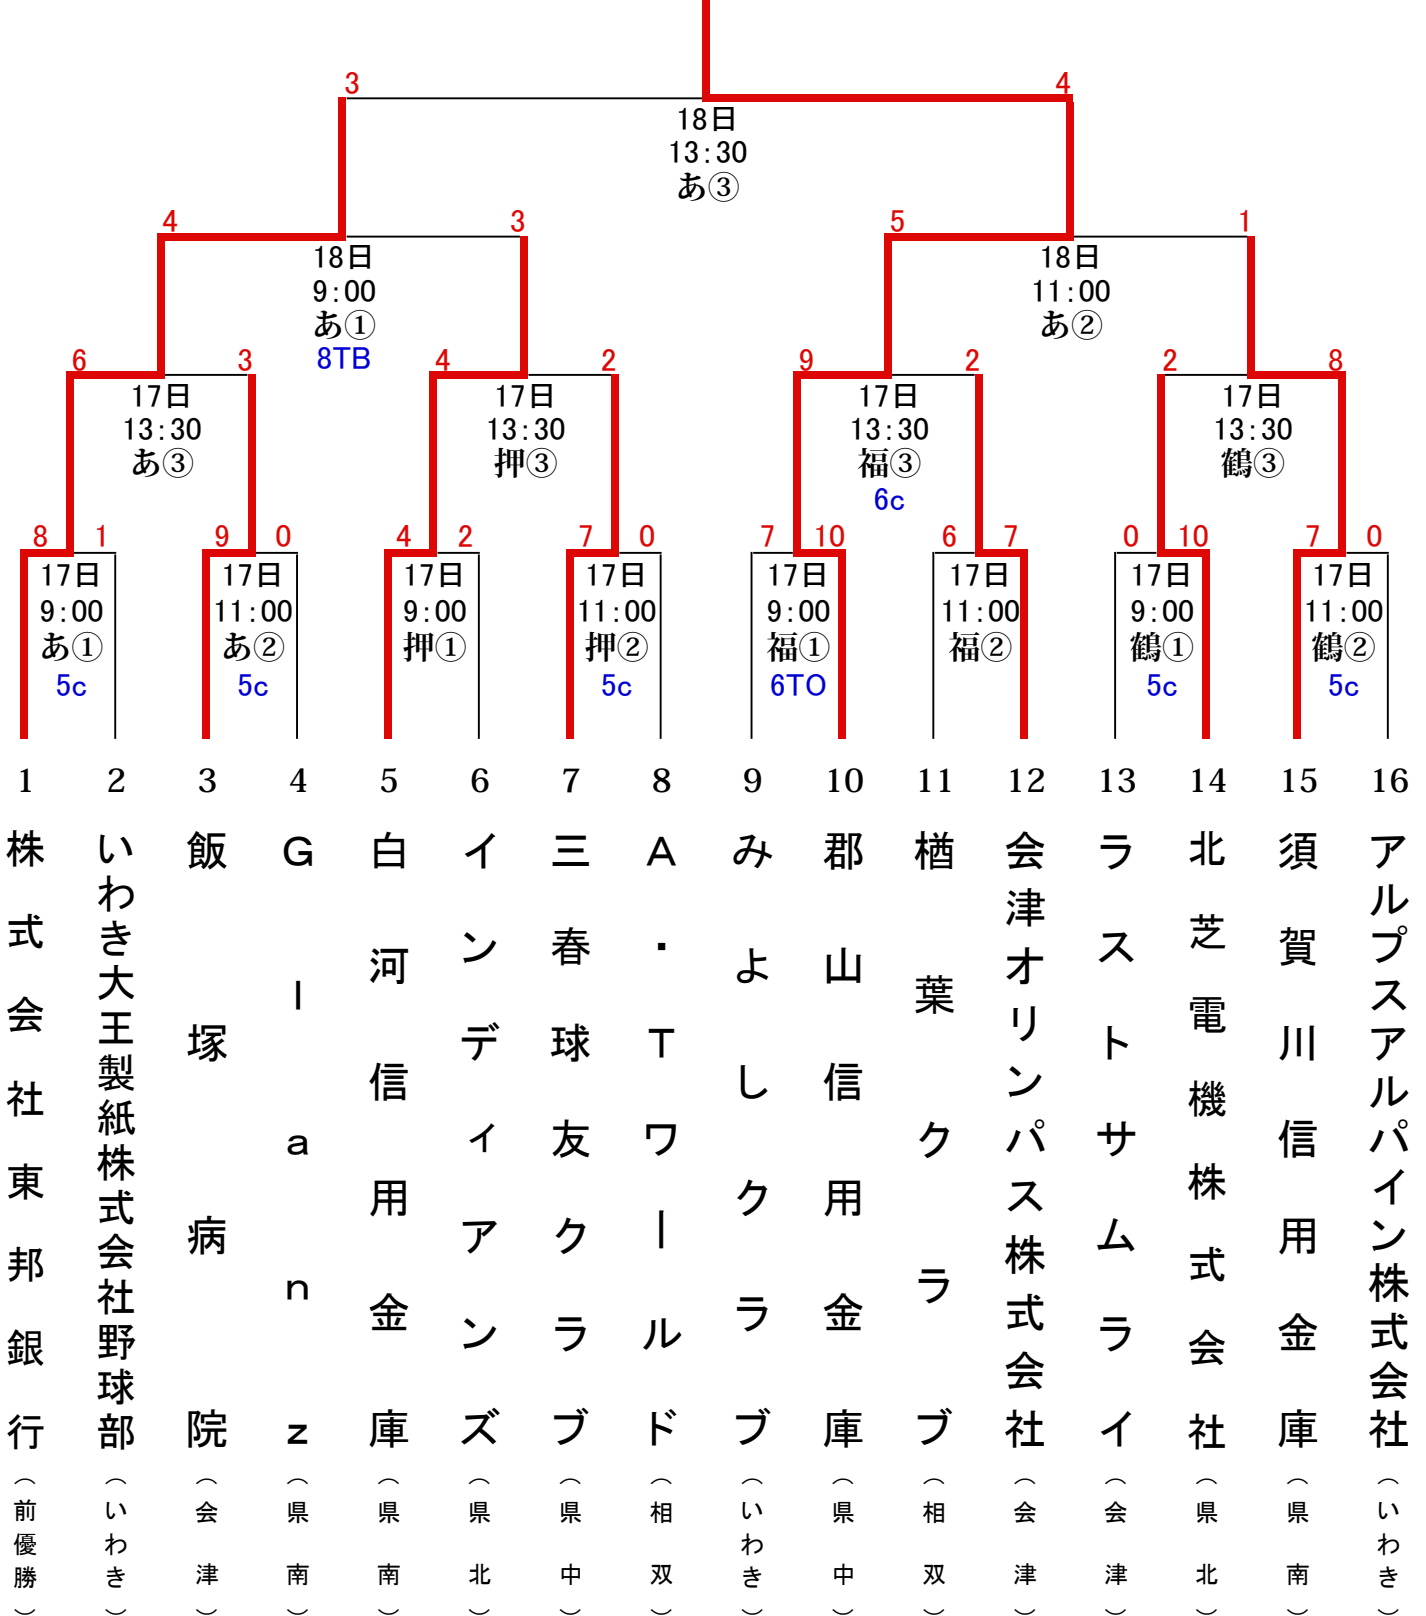 3 4
18日
13:30
あ③
4 3 5 1
18日 18日
9:00 11:00
あ① あ②
8TB
6 3 4 2 9 2 2 8
17日 17日 17日 17日
13:30 13:30 13:30 13:30
あ③ 押③ 福③ 鶴③
6c
8 1 9 0 4 2 7 0 7 10 6 7 0 10 7 0
17日 17日 17日 17日 17日 17日 17日 17日
9:00 11:00 9:00 11:00 9:00 11:00 9:00 11:00
あ① あ② 押① 押② 福① 福② 鶴① 鶴②
5c 5c 5c 6TO 5c 5c
1 2 3 4 5 6 7 8 9 10 11 12 13 14 15 16
株式会社東邦銀行(前優勝)
いわき大王製紙株式会社野球部(いわき)
飯塚病院(会津)
Glanz(県南)
白河信用金庫(県南)
インディアンズ(県北)
三春球友クラブ(県中)
A・Tワールド(相双)
みよしクラブ(いわき)
郡山信用金庫(県中)
楢葉クラブ(相双)
会津オリンパス株式会社(会津)
ラストサムライ(会津)
北芝電機株式会社(県北)
須賀川信用金庫(県南)
アルプスアルパイン株式会社(いわき)